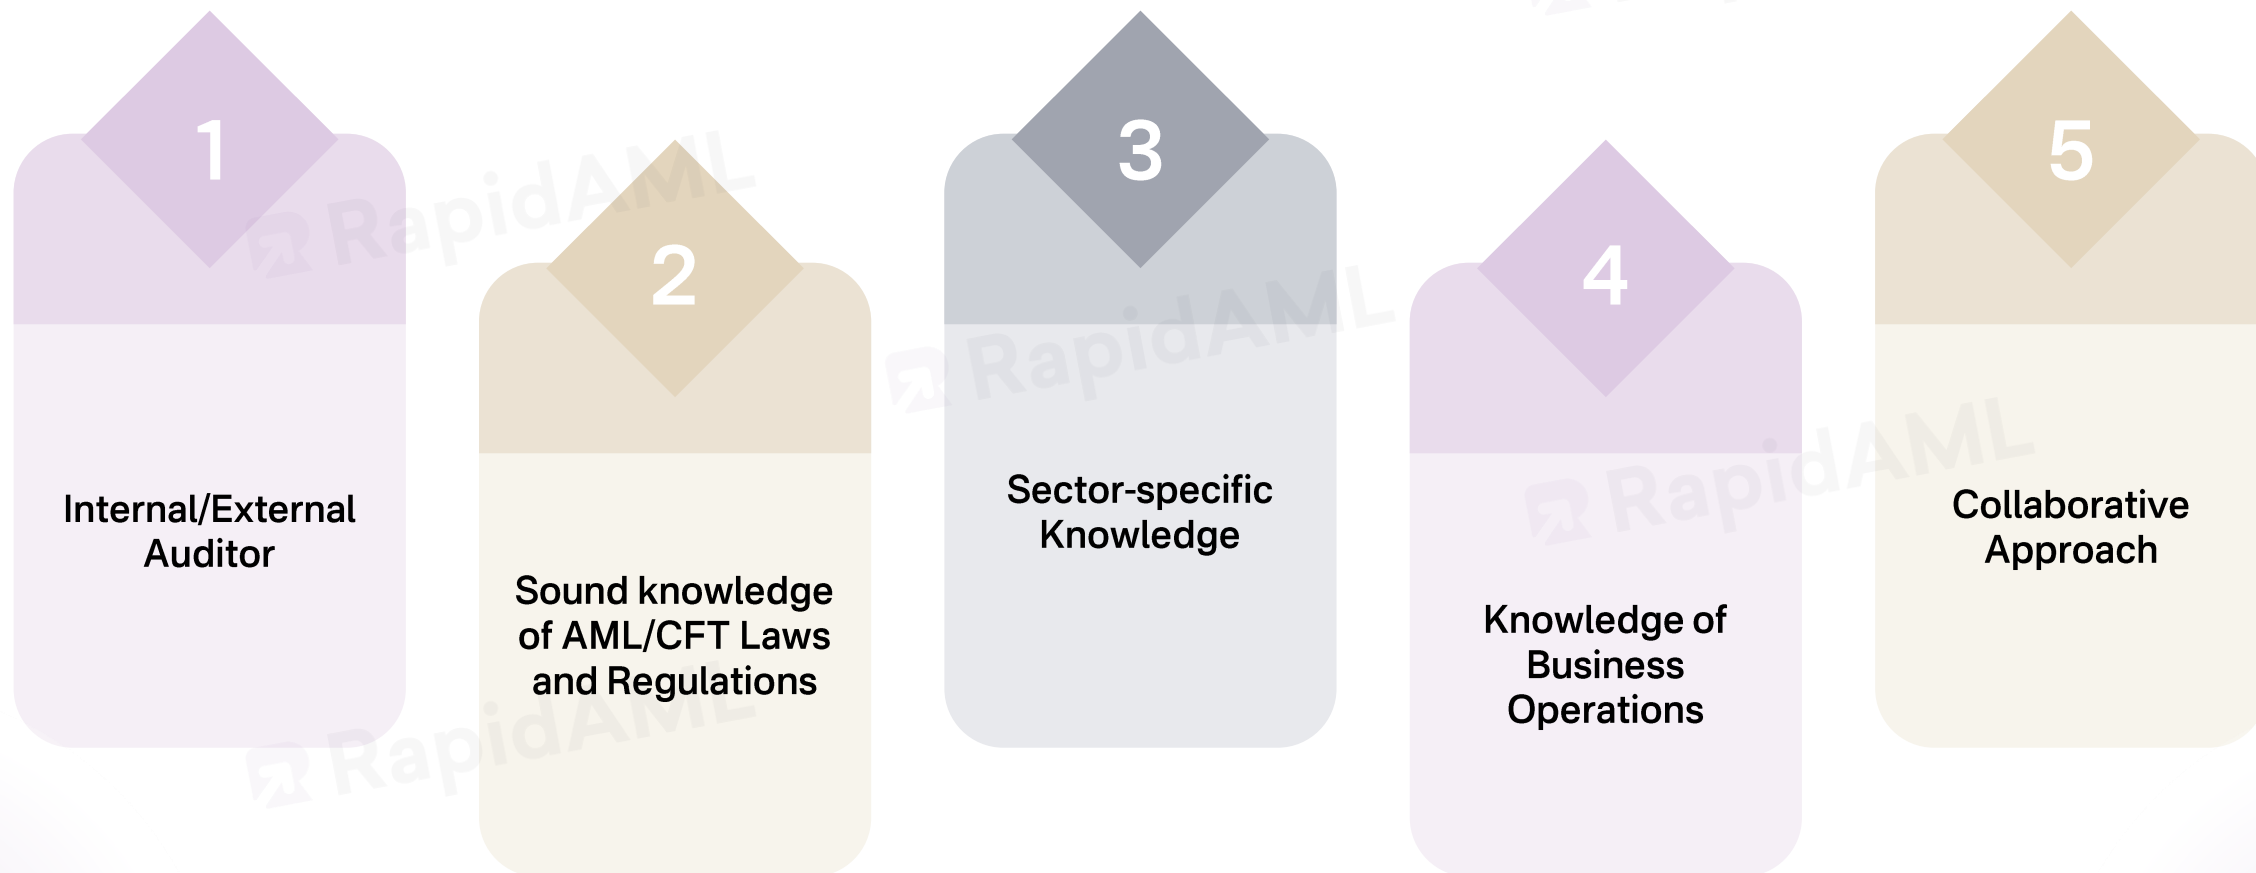 1
Internal/External
Auditor
2
Sound knowledge
of AML/CFT Laws
and Regulations
3
Sector-specific
Knowledge
4
Knowledge of
Business
Operations
5
Collaborative
Approach
RapidAML
RapidAML
RapidAML
RapidAML